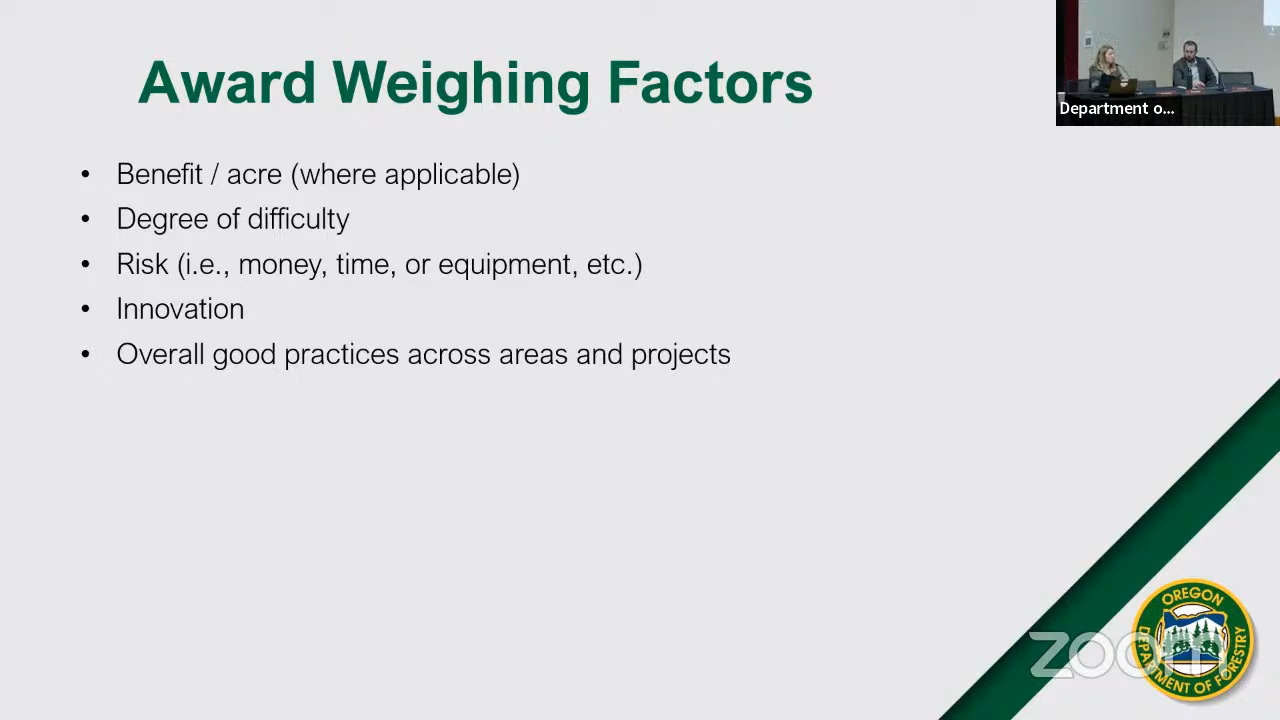 Award Weighing Factors
Department o...
• Benefit / acre (where applicable)
• Degree of difficulty
• Risk (i.e., money, time, or equipment, etc.)
• Innovation
• Overall good practices across areas and projects
OREGON
DEPARTMENT OF FORESTRY
zoom